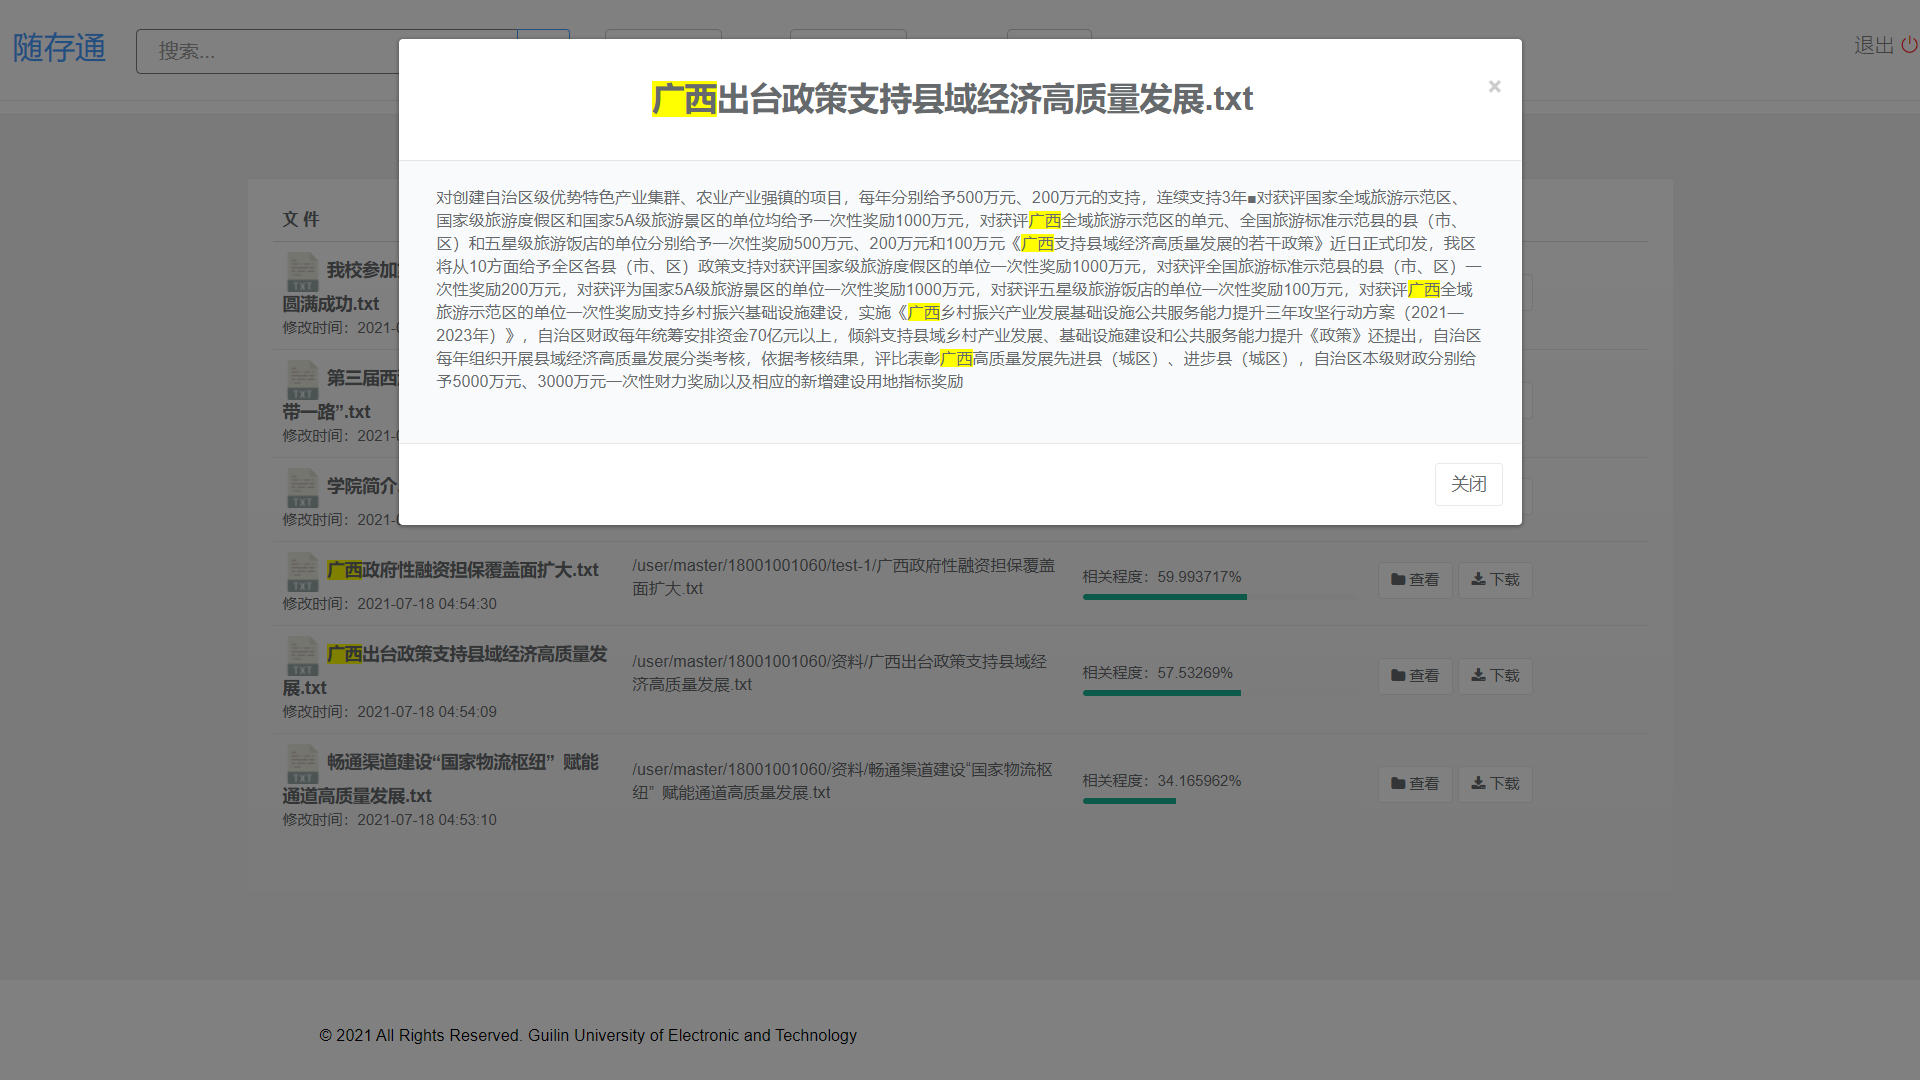 随存通
搜索...
退出
广西出台政策支持县域经济高质量发展.txt
×
对创建自治区级优势特色产业集群、农业产业强镇的项目，每年分别给予500万元、200万元的支持，连续支持3年■对获评国家全域旅游示范区、
国家级旅游度假区和国家5A级旅游景区的单位均给予一次性奖励1000万元，对获评广西全域旅游示范区的单元、全国旅游标准示范县的县（市、
区）和五星级旅游饭店的单位分别给予一次性奖励500万元、200万元和100万元《广西支持县域经济高质量发展的若干政策》近日正式印发，我区
将从10方面给予全区各县（市、区）政策支持对获评国家级旅游度假区的单位一次性奖励1000万元，对获评全国旅游标准示范县的县（市、区）一
次性奖励200万元，对获评为国家5A级旅游景区的单位一次性奖励1000万元，对获评五星级旅游饭店的单位一次性奖励100万元，对获评广西全域
旅游示范区的单位一次性奖励支持乡村振兴基础设施建设，实施《广西乡村振兴产业发展基础设施公共服务能力提升三年攻坚行动方案（2021—
2023年）》，自治区财政每年统筹安排资金70亿元以上，倾斜支持县域乡村产业发展、基础设施建设和公共服务能力提升《政策》还提出，自治区
每年组织开展县域经济高质量发展分类考核，依据考核结果，评比表彰广西高质量发展先进县（城区）、进步县（城区），自治区本级财政分别给
予5000万元、3000万元一次性财力奖励以及相应的新增建设用地指标奖励
关闭
文件
TXT 我校参加
圆满成功.txt
修改时间：2021-0
TXT 第三届西
带一路”.txt
修改时间：2021-0
TXT 学院简介
修改时间：2021-0
TXT 广西政府性融资担保覆盖面扩大.txt
修改时间：2021-07-18 04:54:30
/user/master/18001001060/test-1/广西政府性融资担保覆盖
面扩大.txt
相关程度：59.993717%
查看 下载
TXT 广西出台政策支持县域经济高质量发
展.txt
修改时间：2021-07-18 04:54:09
/user/master/18001001060/资料/广西出台政策支持县域经
济高质量发展.txt
相关程度：57.53269%
查看 下载
TXT 畅通渠道建设“国家物流枢纽”赋能
通道高质量发展.txt
修改时间：2021-07-18 04:53:10
/user/master/18001001060/资料/畅通渠道建设“国家物流枢
纽”赋能通道高质量发展.txt
相关程度：34.165962%
查看 下载
© 2021 All Rights Reserved. Guilin University of Electronic and Technology